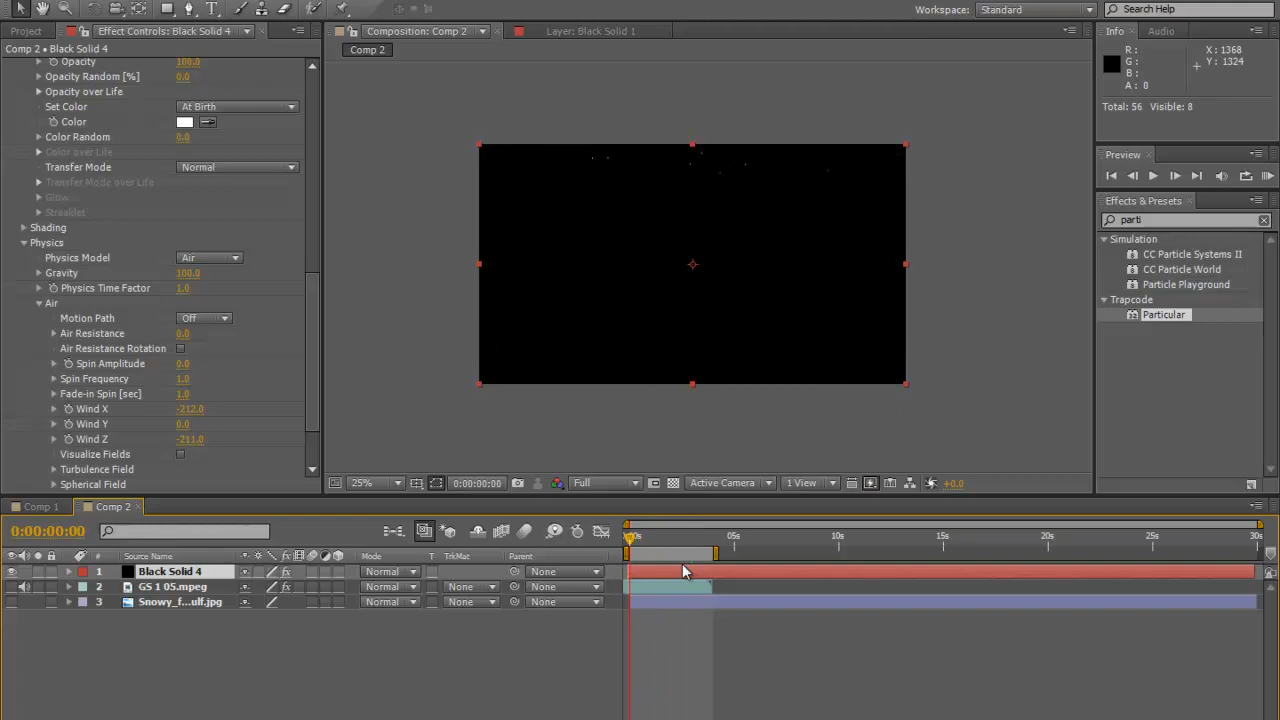 Workspace: Standard Search Help
Project Effect Controls: Black Solid 4 Composition: Comp 2 Layer: Black Solid 1 Info Audio
Comp 2 • Black Solid 4 Comp 2
Opacity 100.0
Opacity Random [%] 0.0
Opacity over Life
Set Color At Birth
Color
Color Random 0.0
Color over Life
Transfer Mode Normal
Transfer Mode over Life
Glow
Streaklet
Shading
Physics
Physics Model Air
Gravity 100.0
Physics Time Factor 1.0
Air
Motion Path Off
Air Resistance 0.0
Air Resistance Rotation
Spin Amplitude 0.0
Spin Frequency 1.0
Fade-in Spin [sec] 1.0
Wind X -212.0
Wind Y 0.0
Wind Z -211.0
Visualize Fields
Turbulence Field
Spherical Field
R : X : 1368
G : Y : 1324
B :
A : 0
Total: 56 Visible: 8
Preview
Effects & Presets
parti
Simulation
CC Particle Systems II
CC Particle World
Particle Playground
Trapcode
Particular
25% 0:00:00:00 Full Active Camera 1 View +0.0
Comp 1 Comp 2
0:00:00:00
05s 10s 15s 20s 25s 30s
# Source Name Mode T TrkMat Parent
1 Black Solid 4 Normal None
2 GS 1 05.mpeg Normal None None
3 Snowy_f...ulf.jpg Normal None None